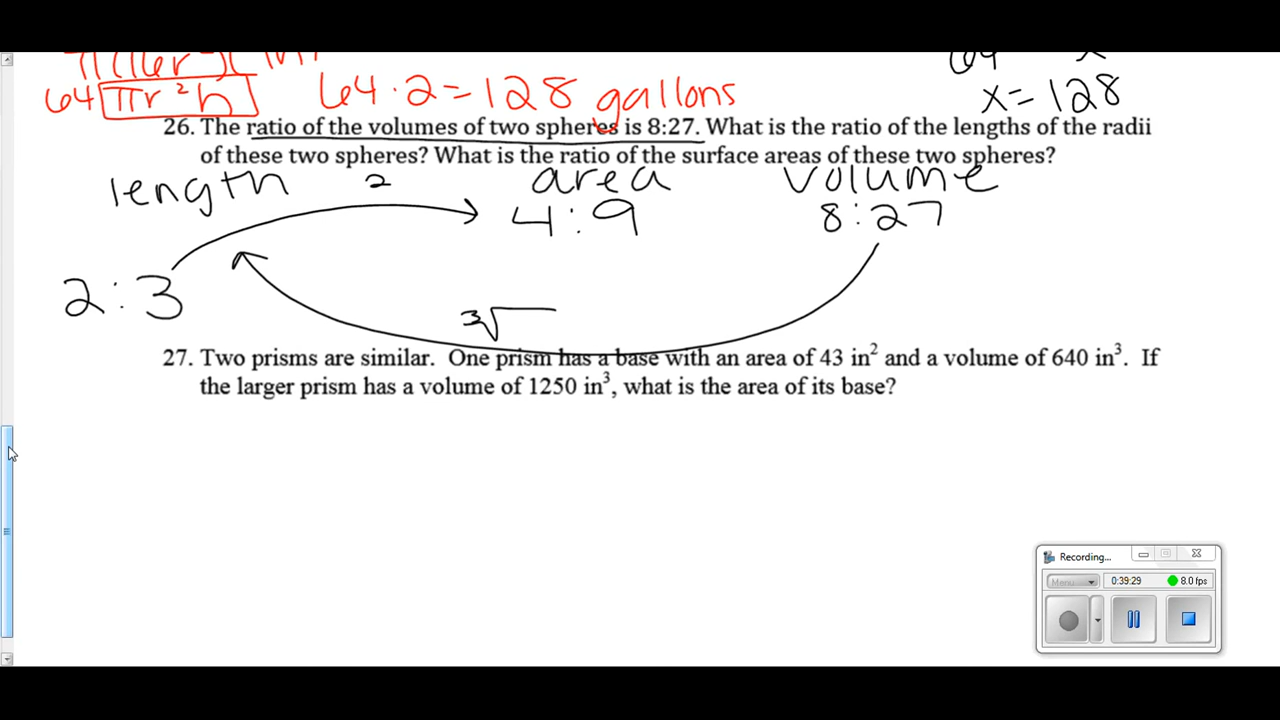 64 πr²h 64 · 2 = 128 gallons x = 128
26. The ratio of the volumes of two spheres is 8:27. What is the ratio of the lengths of the radii
of these two spheres? What is the ratio of the surface areas of these two spheres?
length 2 area volume
4:9 8:27
2:3
3√
27. Two prisms are similar. One prism has a base with an area of 43 in² and a volume of 640 in³. If
the larger prism has a volume of 1250 in³, what is the area of its base?
Recording...
Menu 0:39:29 8.0 fps